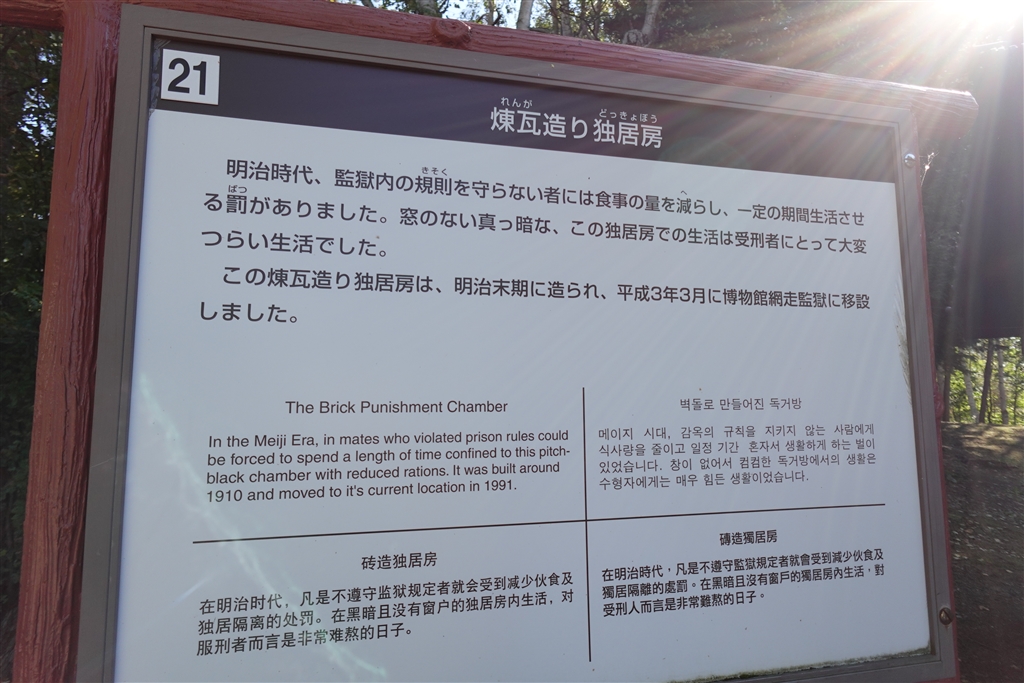 21
煉瓦造り独居房
明治時代、監獄内の規則を守らない者には食事の量を減らし、一定の期間生活させ
る罰がありました。窓のない真っ暗な、この独居房での生活は受刑者にとって大変
つらい生活でした。
この煉瓦造り独居房は、明治末期に造られ、平成3年3月に博物館網走監獄に移設
しました。
The Brick Punishment Chamber
In the Meiji Era, in mates who violated prison rules could
be forced to spend a length of time confined to this pitch-
black chamber with reduced rations. It was built around
1910 and moved to it's current location in 1991.
벽돌로 만들어진 독거방
메이지 시대, 감옥의 규칙을 지키지 않는 사람에게
식사량을 줄이고 일정 기간 혼자서 생활하게 하는 벌이
있었습니다. 창이 없어서 컴컴한 독거방에서의 생활은
수형자에게는 매우 힘든 생활이었습니다.
砖造独居房
在明治时代，凡是不遵守监狱规定者就会受到减少伙食及
独居隔离的处罚。在黑暗且没有窗户的独居房内生活，对
服刑者而言是非常难熬的日子。
磚造獨居房
在明治時代，凡是不遵守監獄規定者就會受到減少伙食及
獨居隔離的處罰。在黑暗且沒有窗戶的獨居房內生活，對
受刑人而言是非常難熬的日子。